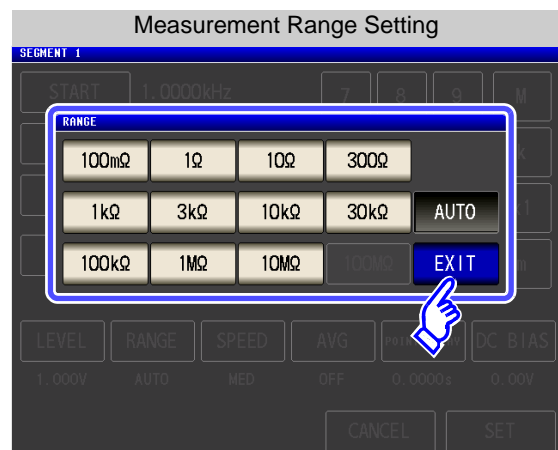 Measurement Range Setting
SEGMENT 1
START 1.0000kHz 7 8 9 M
RANGE
100mΩ 1Ω 10Ω 300Ω
k
1kΩ 3kΩ 10kΩ 30kΩ AUTO
100kΩ 1MΩ 10MΩ 100MΩ EXIT
m
LEVEL RANGE SPEED AVG DC BIAS
1.000V AUTO MED OFF 0.0000s 0.00V
CANCEL SET